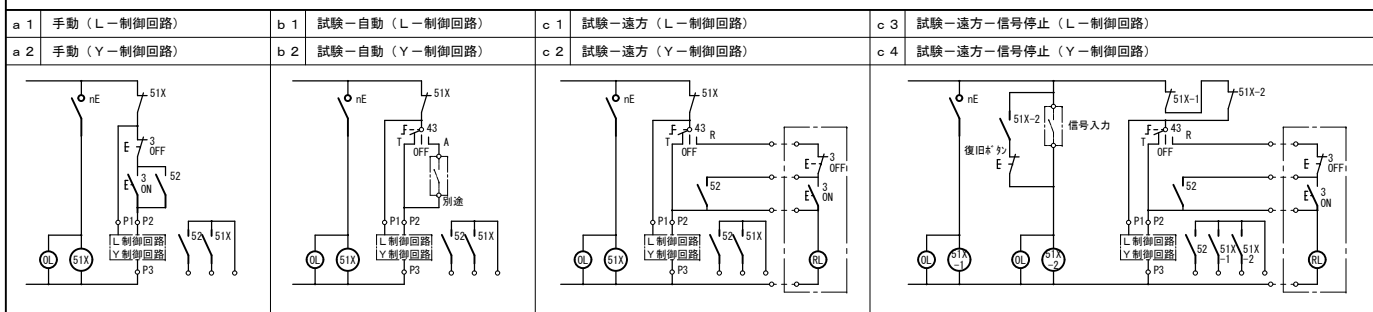 a1 手動(L-制御回路)
b1 試験-自動(L-制御回路)
c1 試験-遠方(L-制御回路)
c3 試験-遠方-信号停止(L-制御回路)
a2 手動(Y-制御回路)
b2 試験-自動(Y-制御回路)
c2 試験-遠方(Y-制御回路)
c4 試験-遠方-信号停止(Y-制御回路)
nE
51X
3
OFF
E
3
ON
E
52
P1 P2
L制御回路
Y制御回路
P3
OL
51X
52 51X
nE
51X
43
T
OFF
A
別途
P1 P2
L制御回路
Y制御回路
P3
OL
51X
52 51X
nE
51X
43
T
OFF
R
52
3
OFF
E
3
ON
E
P1 P2
L制御回路
Y制御回路
P3
OL
51X
52 51X
RL
nE
51X-2
復旧ボタン
E
信号入力
51X-1
51X-2
43
T
OFF
R
52
3
OFF
E
3
ON
E
P1 P2
L制御回路
Y制御回路
P3
OL
51X
-1
OL
51X
-2
52 51X
-1
51X
-2
RL